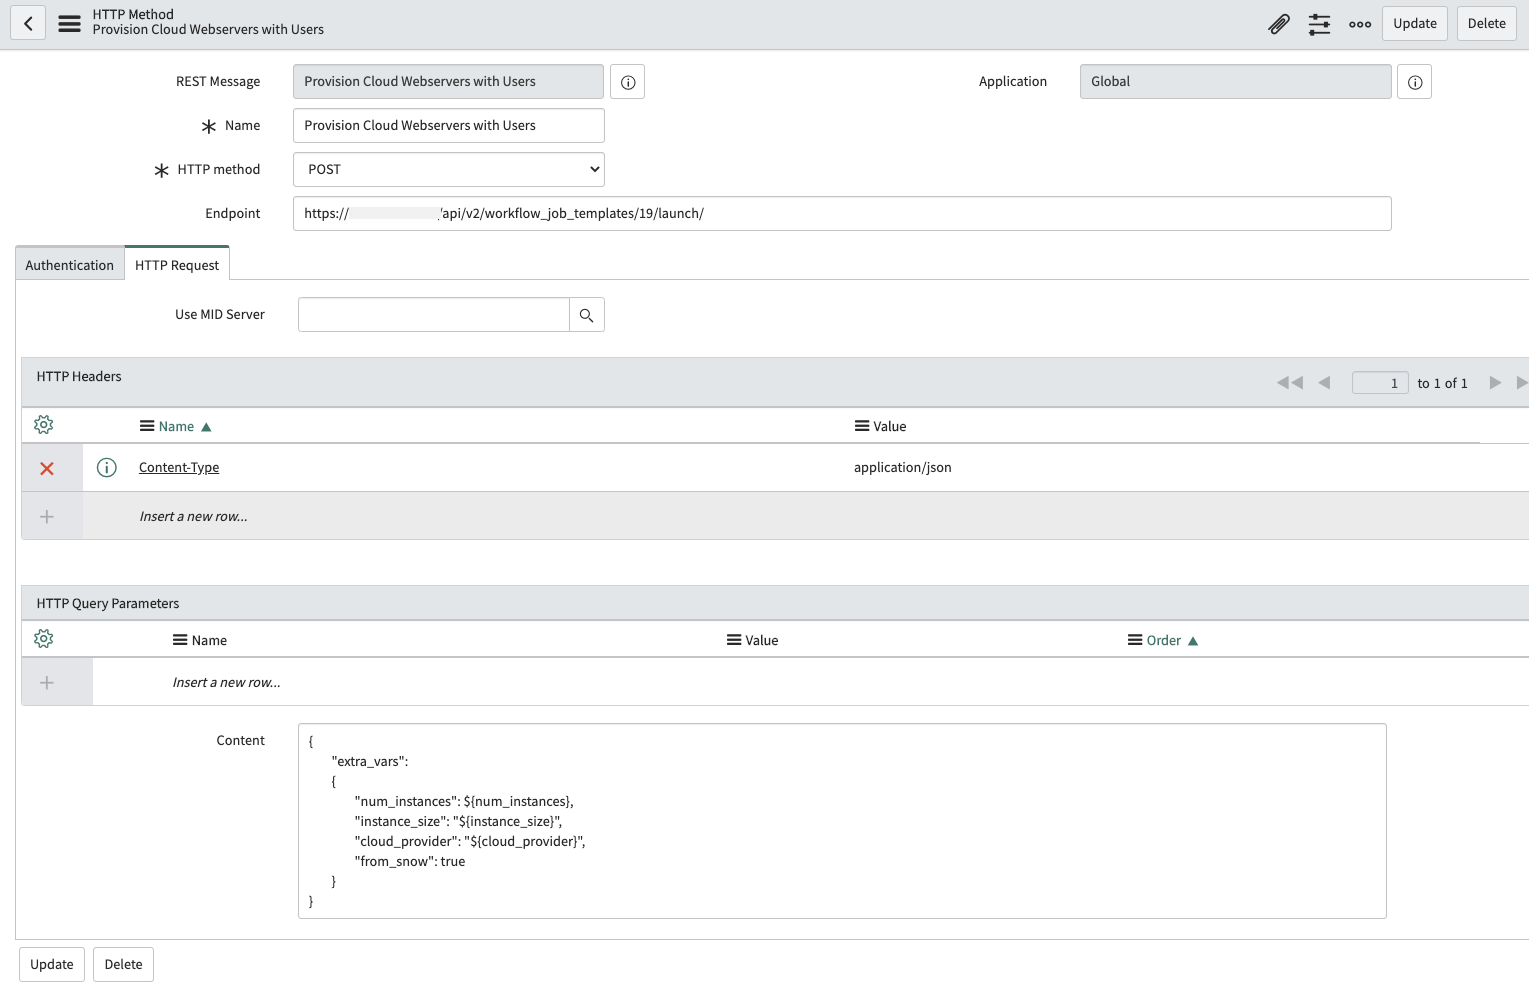 HTTP Method
Provision Cloud Webservers with Users
Update
Delete
REST Message
Provision Cloud Webservers with Users
Application
Global
Name
Provision Cloud Webservers with Users
HTTP method
POST
Endpoint
https:// /api/v2/workflow_job_templates/19/launch/
Authentication
HTTP Request
Use MID Server
HTTP Headers
1 to 1 of 1
Name
Value
Content-Type
application/json
Insert a new row...
HTTP Query Parameters
Name
Value
Order
Insert a new row...
Content
{
"extra_vars":
{
"num_instances": ${num_instances},
"instance_size": "${instance_size}",
"cloud_provider": "${cloud_provider}",
"from_snow": true
}
}
Update
Delete